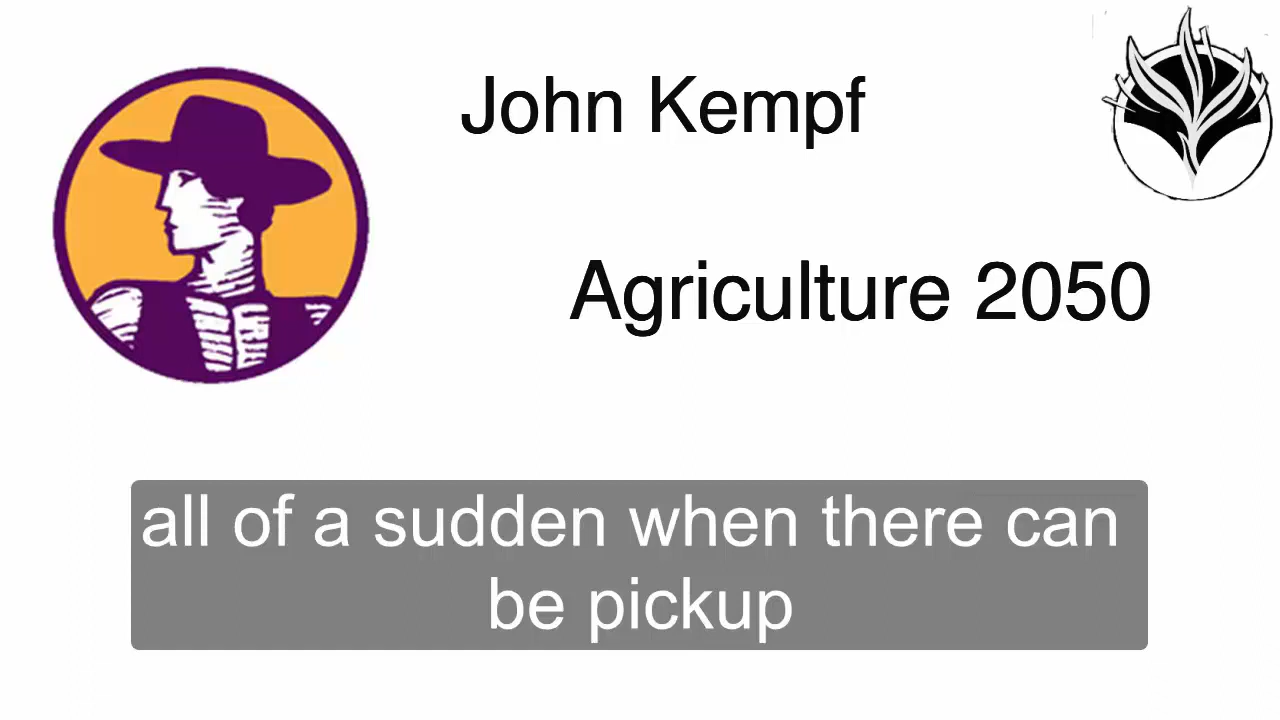 John Kempf
Agriculture 2050
all of a sudden when there can
be pickup